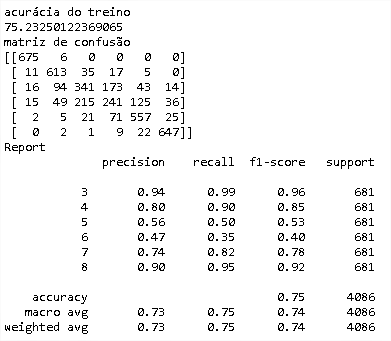 acurácia do treino
75.23250122369065
matriz de confusão
[[675 6 0 0 0 0]
[ 11 613 35 17 5 0]
[ 16 94 341 173 43 14]
[ 15 49 215 241 125 36]
[ 2 5 21 71 557 25]
[ 0 2 1 9 22 647]]
Report
precision recall f1-score support
3 0.94 0.99 0.96 681
4 0.80 0.90 0.85 681
5 0.56 0.50 0.53 681
6 0.47 0.35 0.40 681
7 0.74 0.82 0.78 681
8 0.90 0.95 0.92 681
accuracy 0.75 4086
macro avg 0.73 0.75 0.74 4086
weighted avg 0.73 0.75 0.74 4086